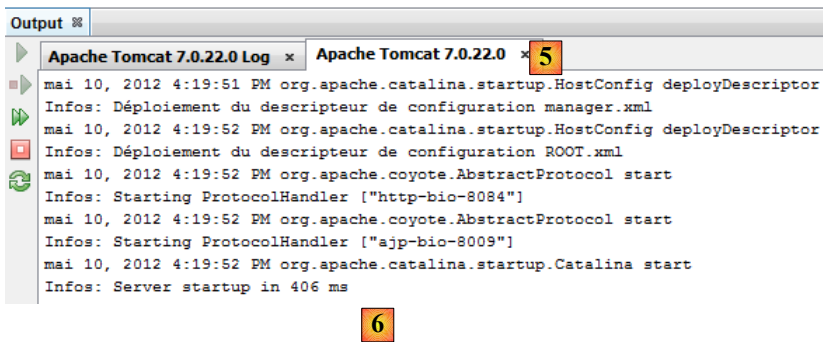 Output
Apache Tomcat 7.0.22.0 Log x Apache Tomcat 7.0.22.0 x 5
mai 10, 2012 4:19:51 PM org.apache.catalina.startup.HostConfig deployDescriptor
Infos: Déploiement du descripteur de configuration manager.xml
mai 10, 2012 4:19:52 PM org.apache.catalina.startup.HostConfig deployDescriptor
Infos: Déploiement du descripteur de configuration ROOT.xml
mai 10, 2012 4:19:52 PM org.apache.coyote.AbstractProtocol start
Infos: Starting ProtocolHandler ["http-bio-8084"]
mai 10, 2012 4:19:52 PM org.apache.coyote.AbstractProtocol start
Infos: Starting ProtocolHandler ["ajp-bio-8009"]
mai 10, 2012 4:19:52 PM org.apache.catalina.startup.Catalina start
Infos: Server startup in 406 ms
6